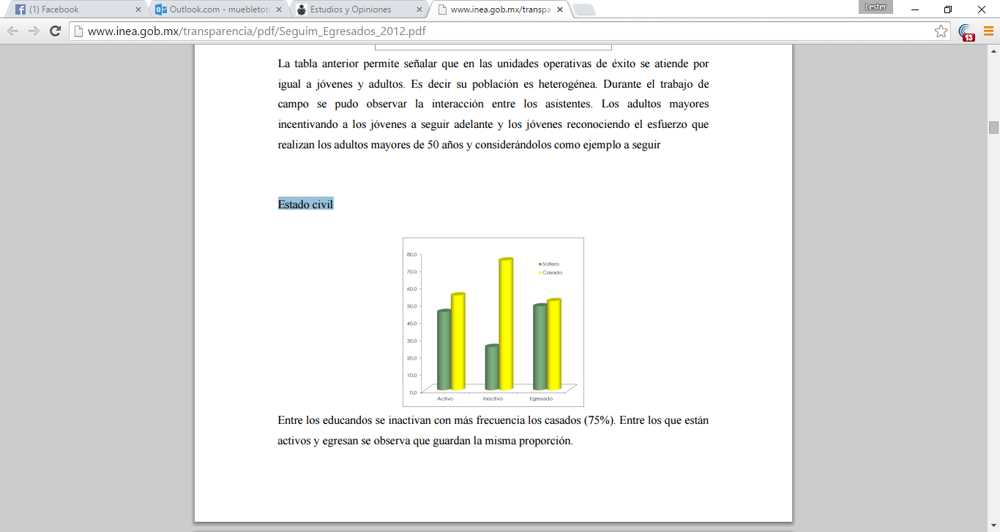 (1) Facebook
Outlook.com - muebletot
Estudios y Opiniones
www.inea.gob.mx/transpa
Lester
www.inea.gob.mx/transparencia/pdf/Seguim_Egresados_2012.pdf
13
La tabla anterior permite señalar que en las unidades operativas de éxito se atiende por
igual a jóvenes y adultos. Es decir su población es heterogénea. Durante el trabajo de
campo se pudo observar la interacción entre los asistentes. Los adultos mayores
incentivando a los jóvenes a seguir adelante y los jóvenes reconociendo el esfuerzo que
realizan los adultos mayores de 50 años y considerándolos como ejemplo a seguir
Estado civil
80.0
70.0
60.0
50.0
40.0
30.0
20.0
10.0
0.0
Soltero
Casado
Activo Inactivo Egresado
Entre los educandos se inactivan con más frecuencia los casados (75%). Entre los que están
activos y egresan se observa que guardan la misma proporción.